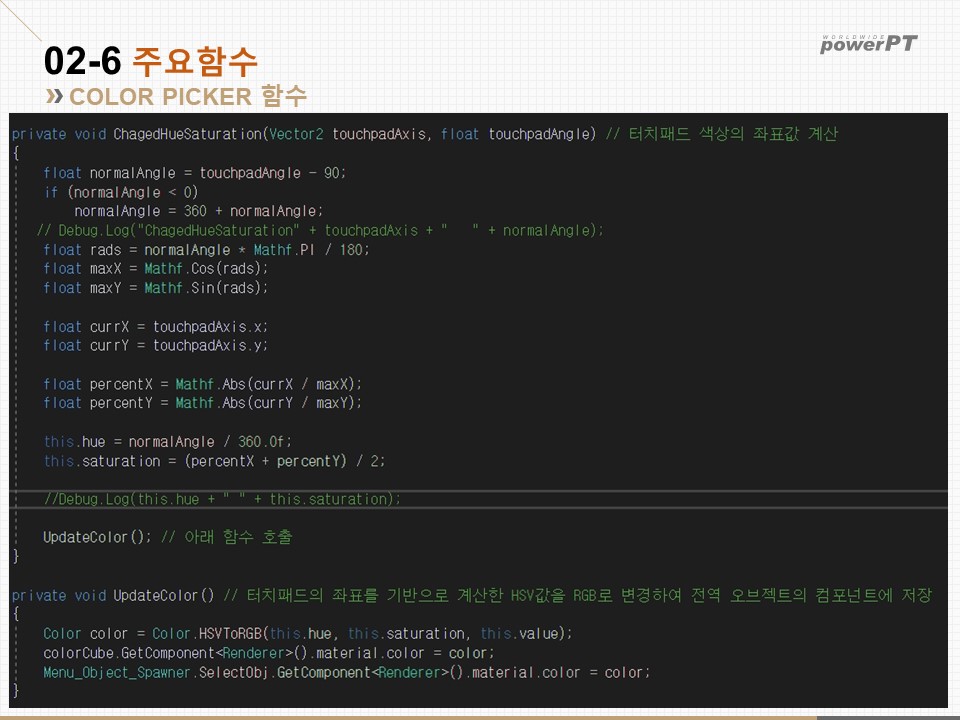 02-6 주요함수
WORLDWIDE
powerPT
» COLOR PICKER 함수
private void ChagedHueSaturation(Vector2 touchpadAxis, float touchpadAngle) // 터치패드 색상의 좌표값 계산
{
float normalAngle = touchpadAngle - 90;
if (normalAngle < 0)
normalAngle = 360 + normalAngle;
// Debug.Log("ChagedHueSaturation" + touchpadAxis + "   " + normalAngle);
float rads = normalAngle * Mathf.PI / 180;
float maxX = Mathf.Cos(rads);
float maxY = Mathf.Sin(rads);
float currX = touchpadAxis.x;
float currY = touchpadAxis.y;
float percentX = Mathf.Abs(currX / maxX);
float percentY = Mathf.Abs(currY / maxY);
this.hue = normalAngle / 360.0f;
this.saturation = (percentX + percentY) / 2;
//Debug.Log(this.hue + " " + this.saturation);
UpdateColor(); // 아래 함수 호출
}
private void UpdateColor() // 터치패드의 좌표를 기반으로 계산한 HSV값을 RGB로 변경하여 전역 오브젝트의 컴포넌트에 저장
{
Color color = Color.HSVToRGB(this.hue, this.saturation, this.value);
colorCube.GetComponent<Renderer>().material.color = color;
Menu_Object_Spawner.SelectObj.GetComponent<Renderer>().material.color = color;
}